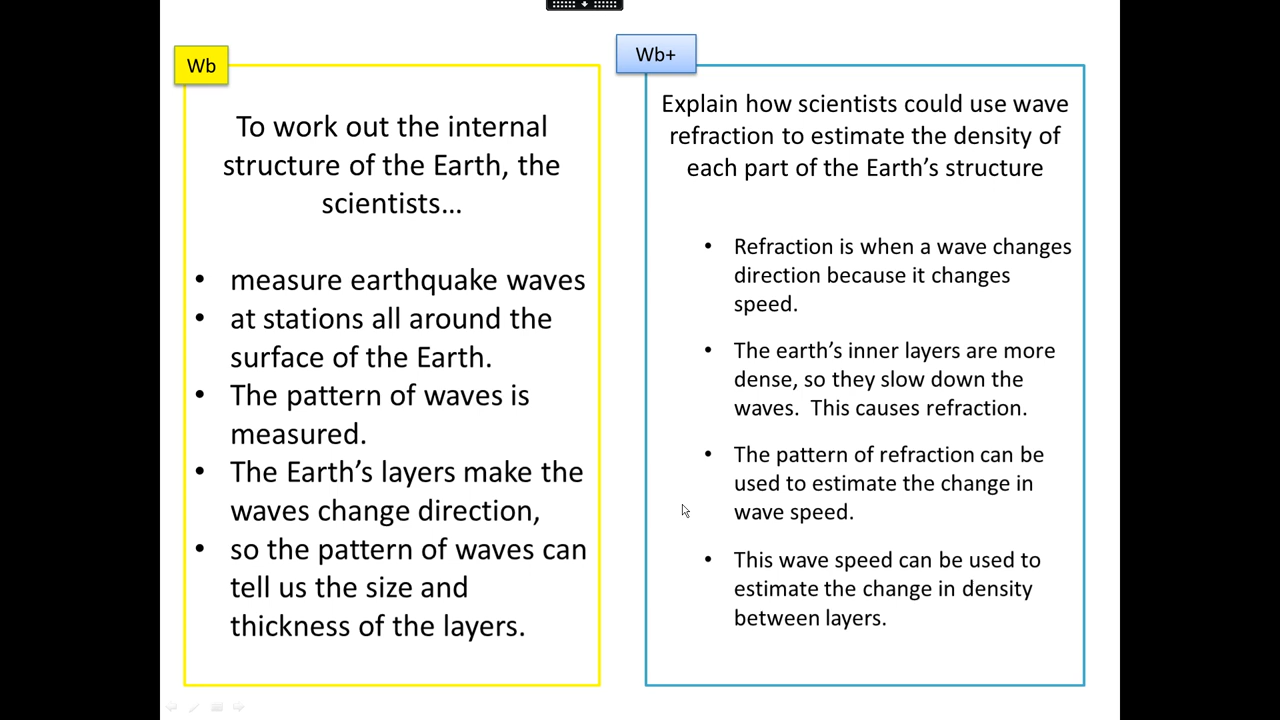 Wb
To work out the internal
structure of the Earth, the
scientists...
• measure earthquake waves
• at stations all around the
surface of the Earth.
• The pattern of waves is
measured.
• The Earth's layers make the
waves change direction,
• so the pattern of waves can
tell us the size and
thickness of the layers.
Wb+
Explain how scientists could use wave
refraction to estimate the density of
each part of the Earth's structure
• Refraction is when a wave changes
direction because it changes
speed.
• The earth's inner layers are more
dense, so they slow down the
waves.  This causes refraction.
• The pattern of refraction can be
used to estimate the change in
wave speed.
• This wave speed can be used to
estimate the change in density
between layers.